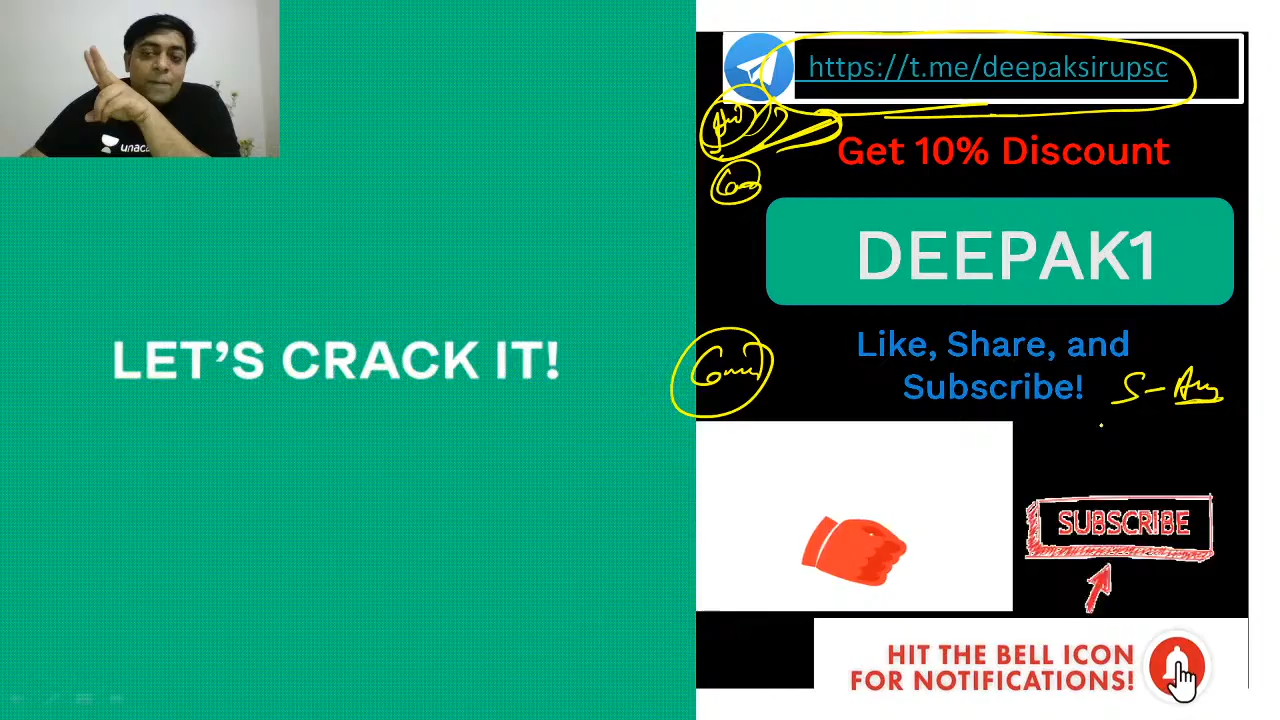 unac
LET'S CRACK IT!
https://t.me/deepaksirupsc
Get 10% Discount
DEEPAK1
Like, Share, and
Subscribe!
SUBSCRIBE
HIT THE BELL ICON
FOR NOTIFICATIONS!